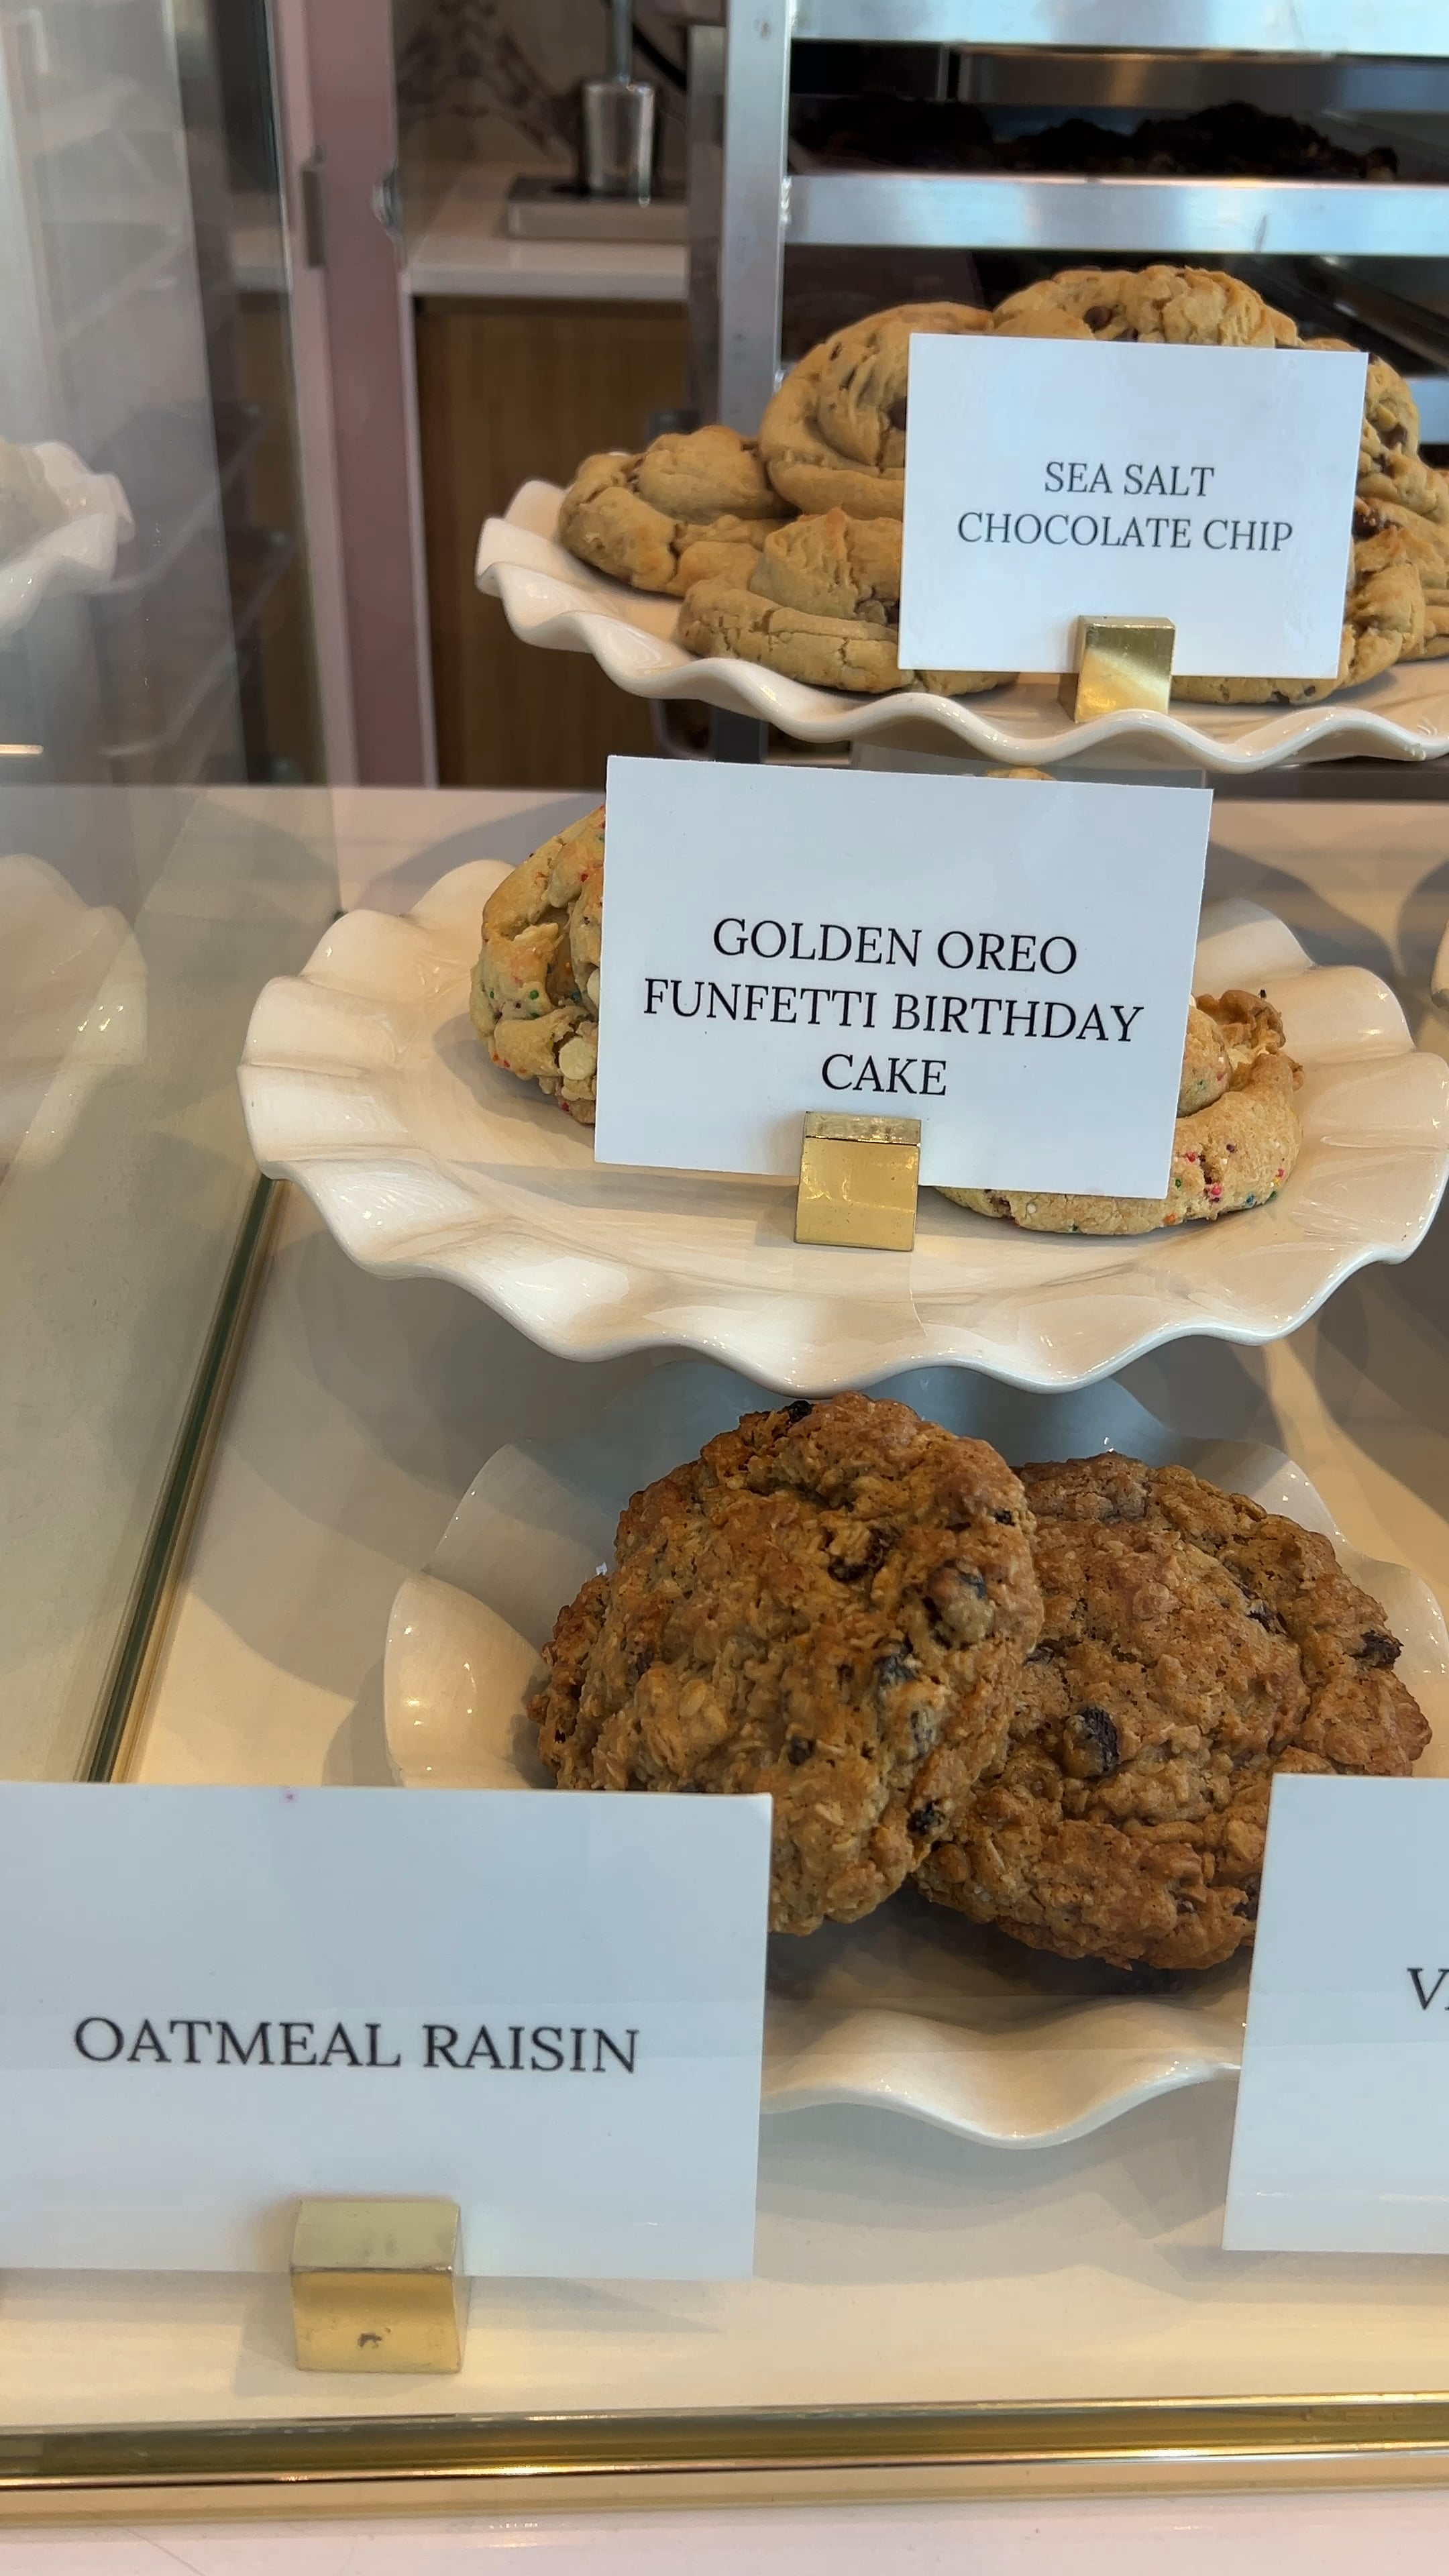 SEA SALT
CHOCOLATE CHIP
GOLDEN OREO
FUNFETTI BIRTHDAY
CAKE
OATMEAL RAISIN